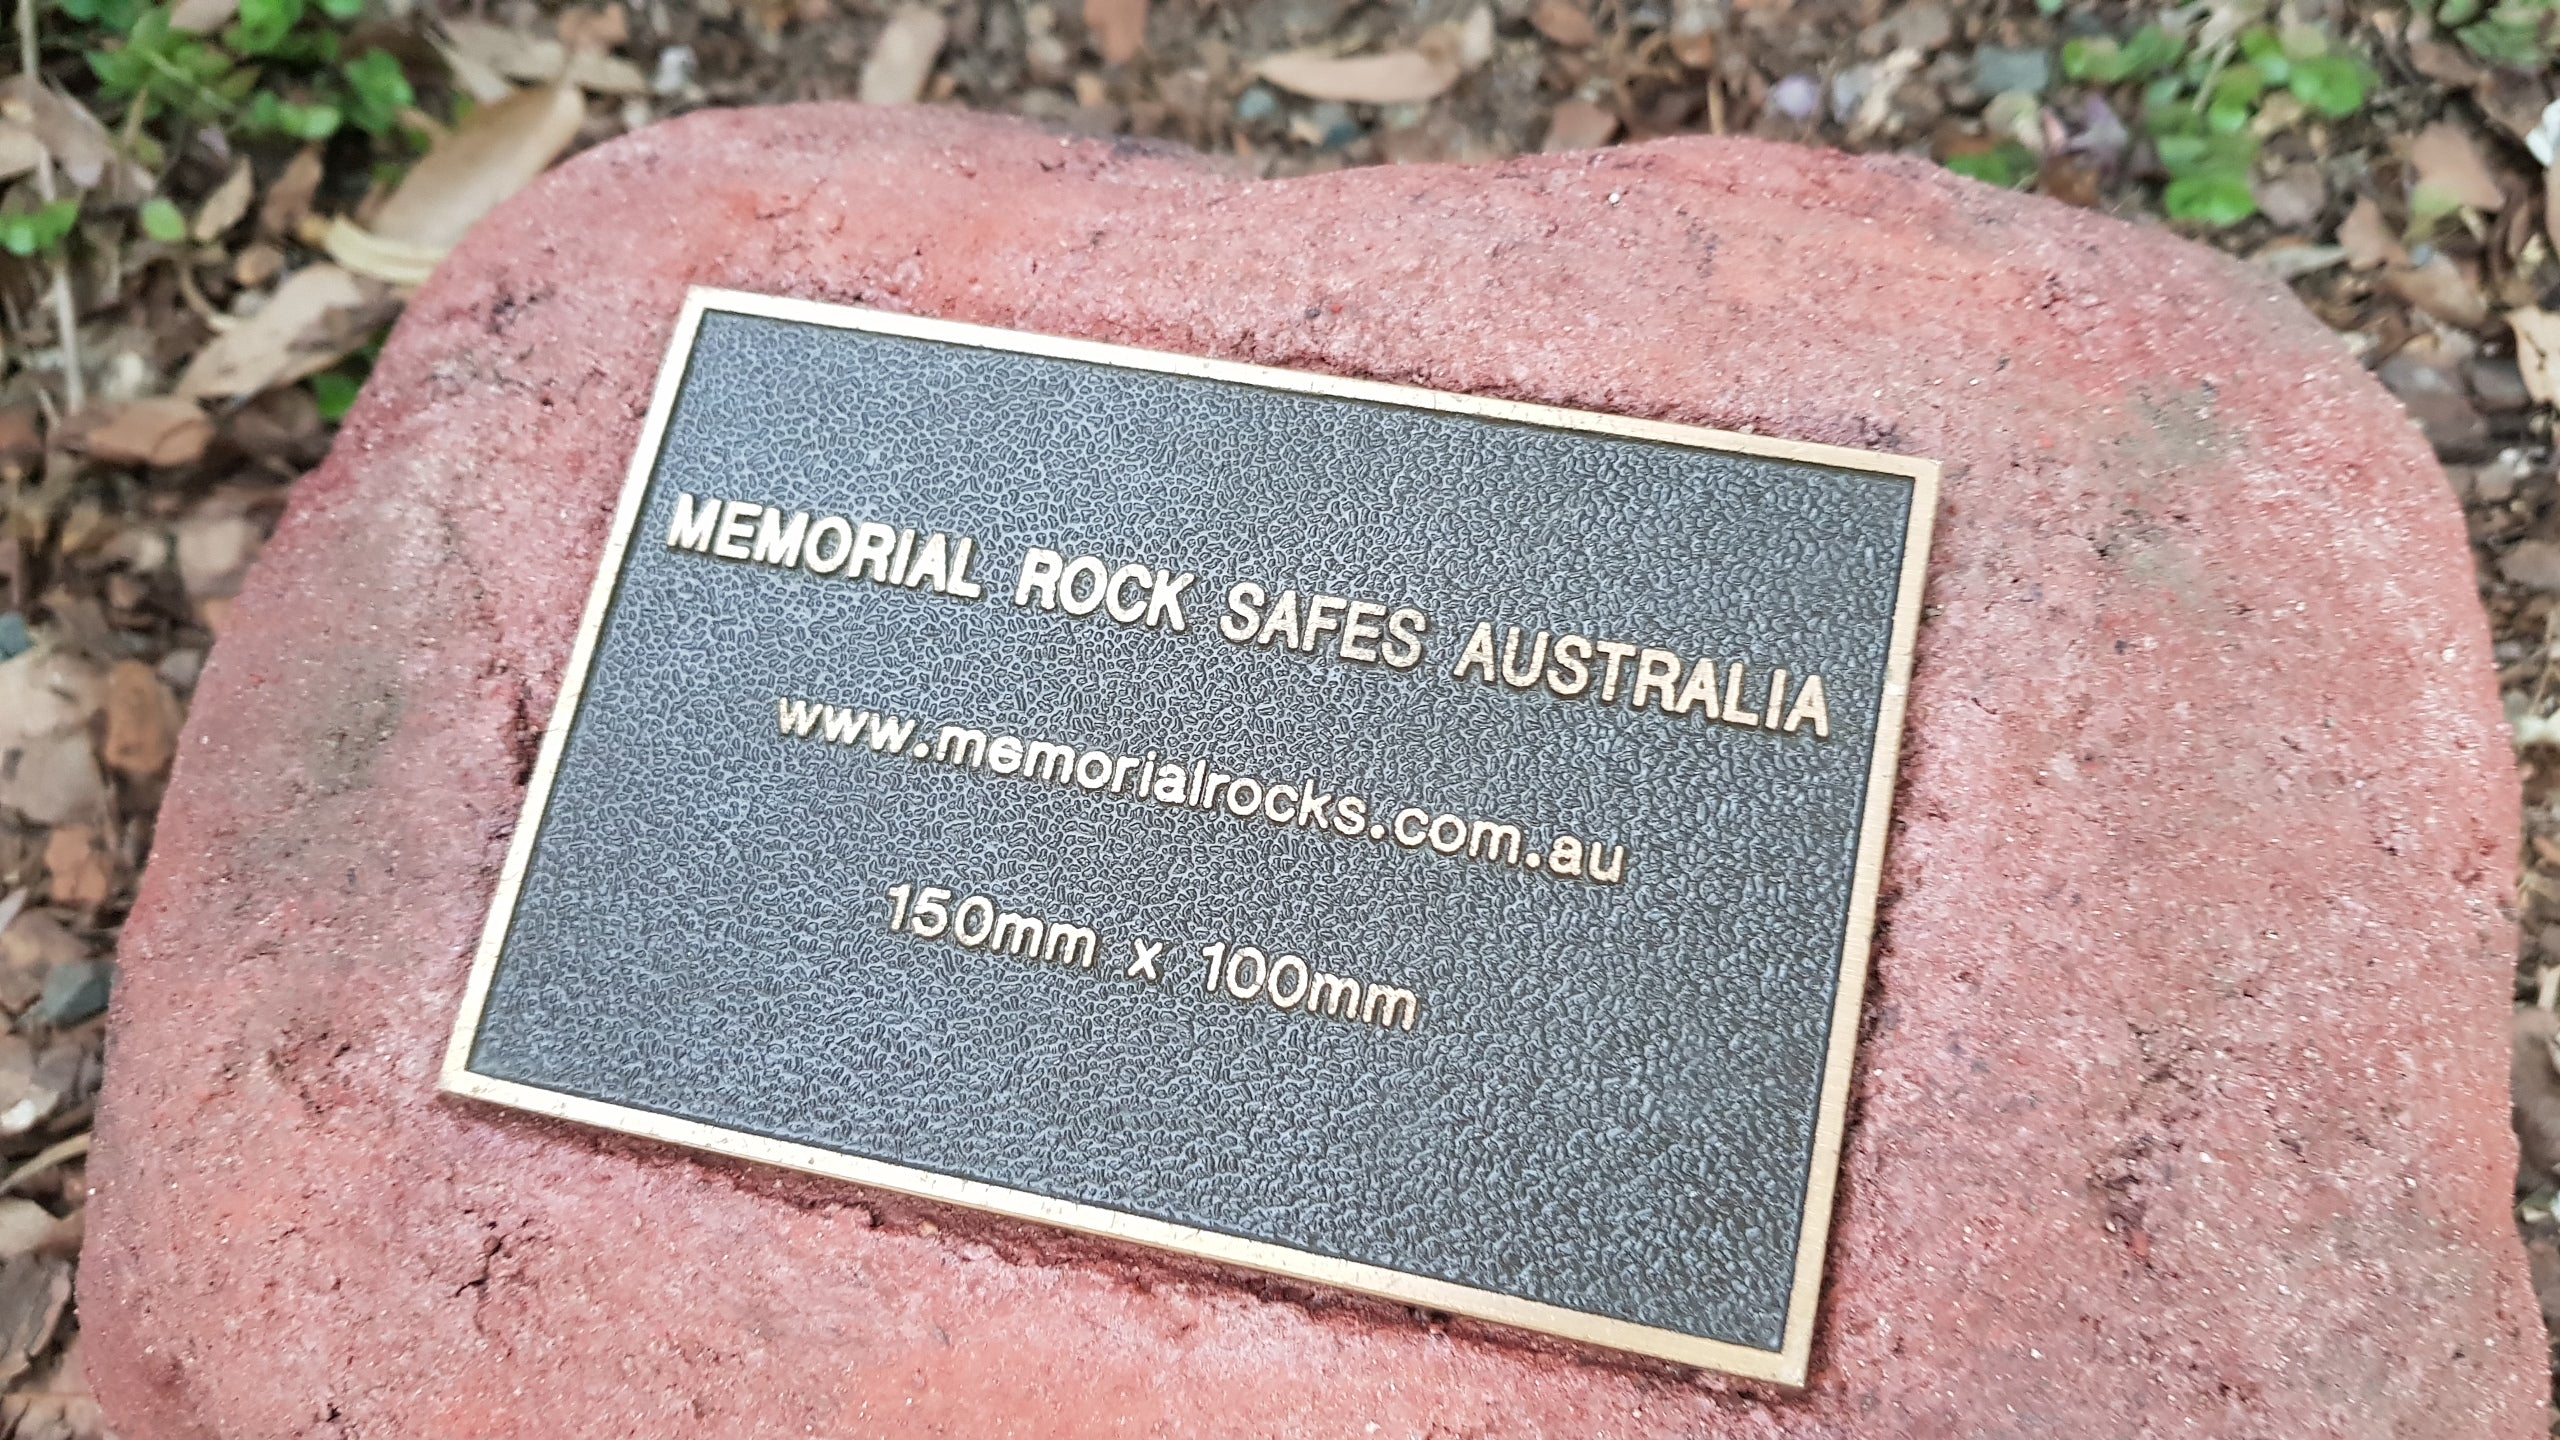 MEMORIAL ROCK SAFES AUSTRALIA
www.memorialrocks.com.au
150mm x 100mm